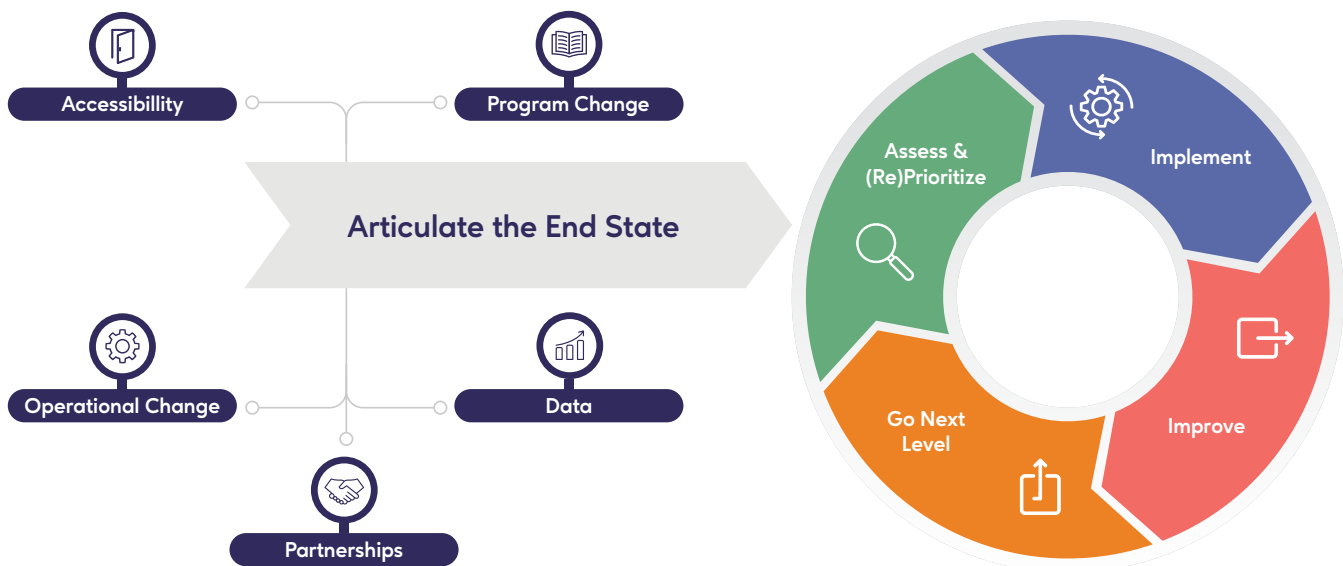 Accessibillity
Program Change
Articulate the End State
Operational Change
Data
Partnerships
Assess &
(Re)Prioritize
Implement
Improve
Go Next
Level